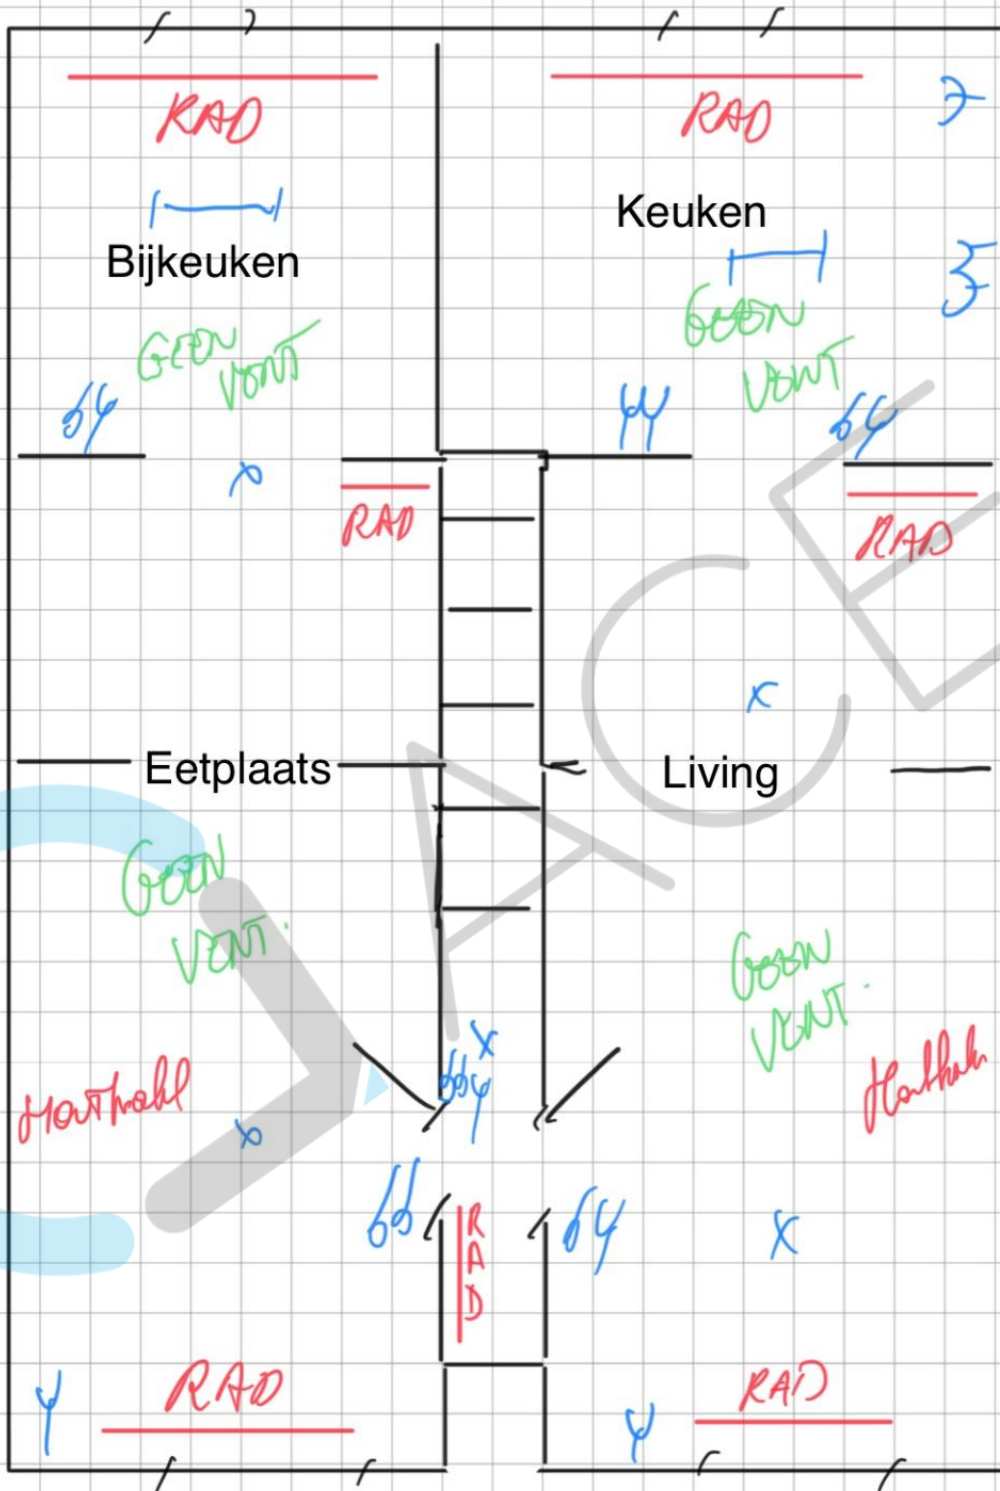 RAD
RAD
Keuken
Bijkeuken
GEEN
VENT
GEEN
VENT
RAD
RAD
Eetplaats
Living
GEEN
VENT.
GEEN
VENT.
RAD
RAD
RAD